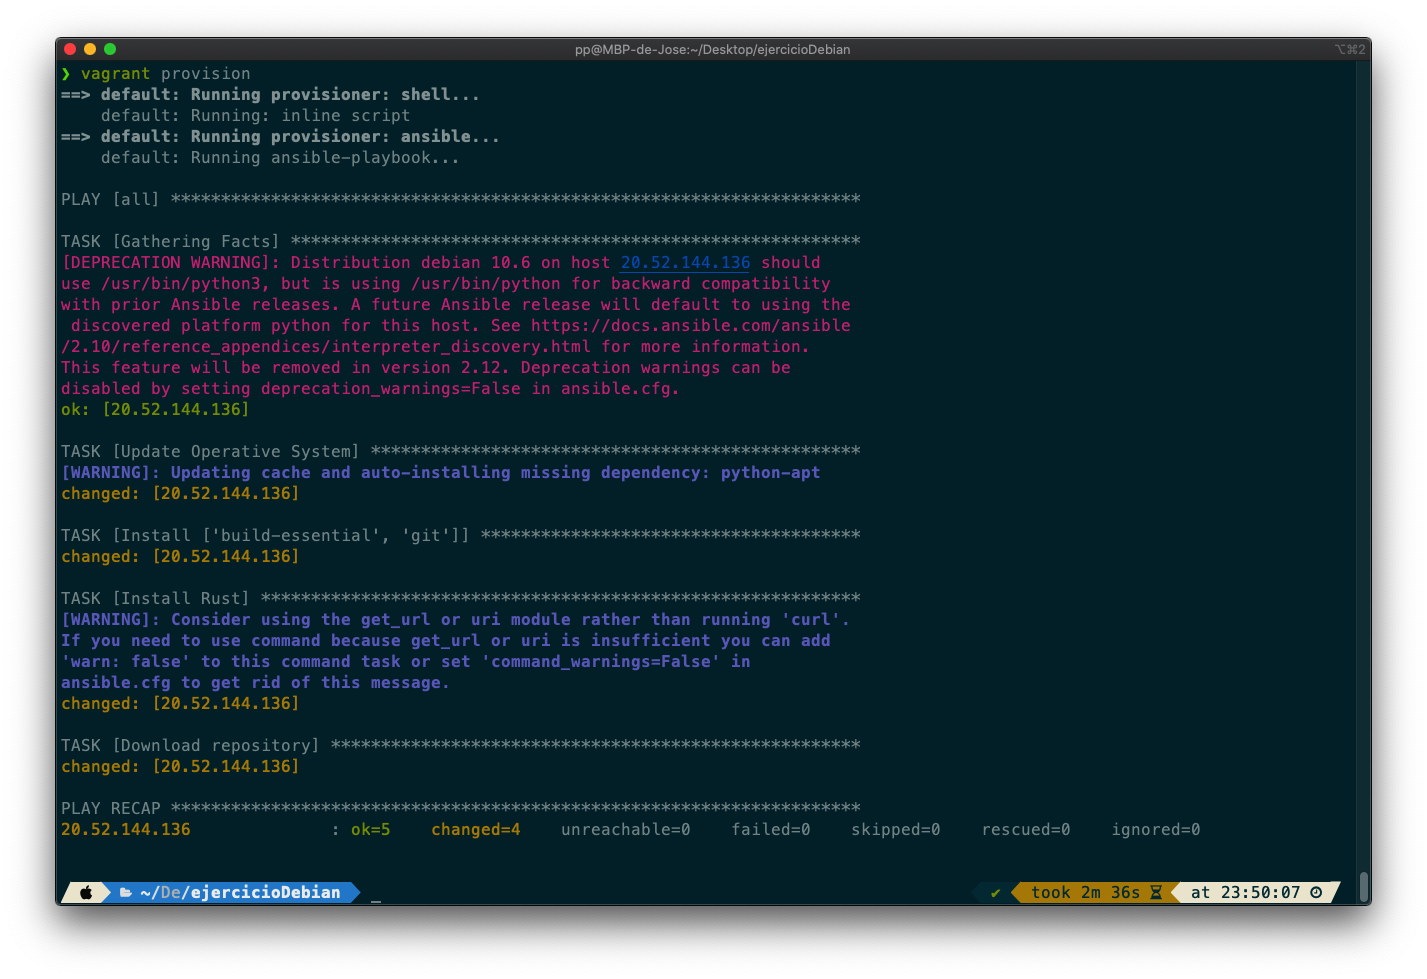 pp@MBP-de-Jose:~/Desktop/ejercicioDebian
⌥⌘2
❯ vagrant provision
==> default: Running provisioner: shell...
    default: Running: inline script
==> default: Running provisioner: ansible...
    default: Running ansible-playbook...
PLAY [all] *********************************************************************
TASK [Gathering Facts] *********************************************************
[DEPRECATION WARNING]: Distribution debian 10.6 on host 20.52.144.136 should
use /usr/bin/python3, but is using /usr/bin/python for backward compatibility
with prior Ansible releases. A future Ansible release will default to using the
 discovered platform python for this host. See https://docs.ansible.com/ansible
/2.10/reference_appendices/interpreter_discovery.html for more information.
This feature will be removed in version 2.12. Deprecation warnings can be
disabled by setting deprecation_warnings=False in ansible.cfg.
ok: [20.52.144.136]
TASK [Update Operative System] *************************************************
[WARNING]: Updating cache and auto-installing missing dependency: python-apt
changed: [20.52.144.136]
TASK [Install ['build-essential', 'git']] **************************************
changed: [20.52.144.136]
TASK [Install Rust] ************************************************************
[WARNING]: Consider using the get_url or uri module rather than running 'curl'.
If you need to use command because get_url or uri is insufficient you can add
'warn: false' to this command task or set 'command_warnings=False' in
ansible.cfg to get rid of this message.
changed: [20.52.144.136]
TASK [Download repository] *****************************************************
changed: [20.52.144.136]
PLAY RECAP *********************************************************************
20.52.144.136              : ok=5    changed=4    unreachable=0    failed=0    skipped=0    rescued=0    ignored=0
~/De/ejercicioDebian _ ✔ took 2m 36s at 23:50:07